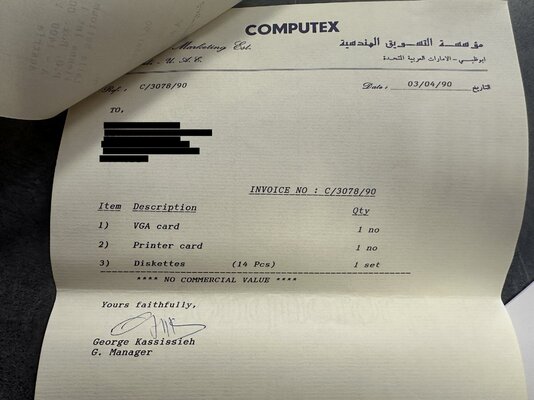 COMPUTEX
Marketing Est.
مؤسسة التسويق الهندسية
U.A.E.
ابوظبي - الامارات العربية المتحدة
Ref. C/3078/90
Date: 03/04/90 التاريخ
TO,
INVOICE NO : C/3078/90
Item Description Qty
1) VGA card 1 no
2) Printer card 1 no
3) Diskettes (14 Pcs) 1 set
**** NO COMMERCIAL VALUE ****
Yours faithfully,
George Kassissieh
G. Manager